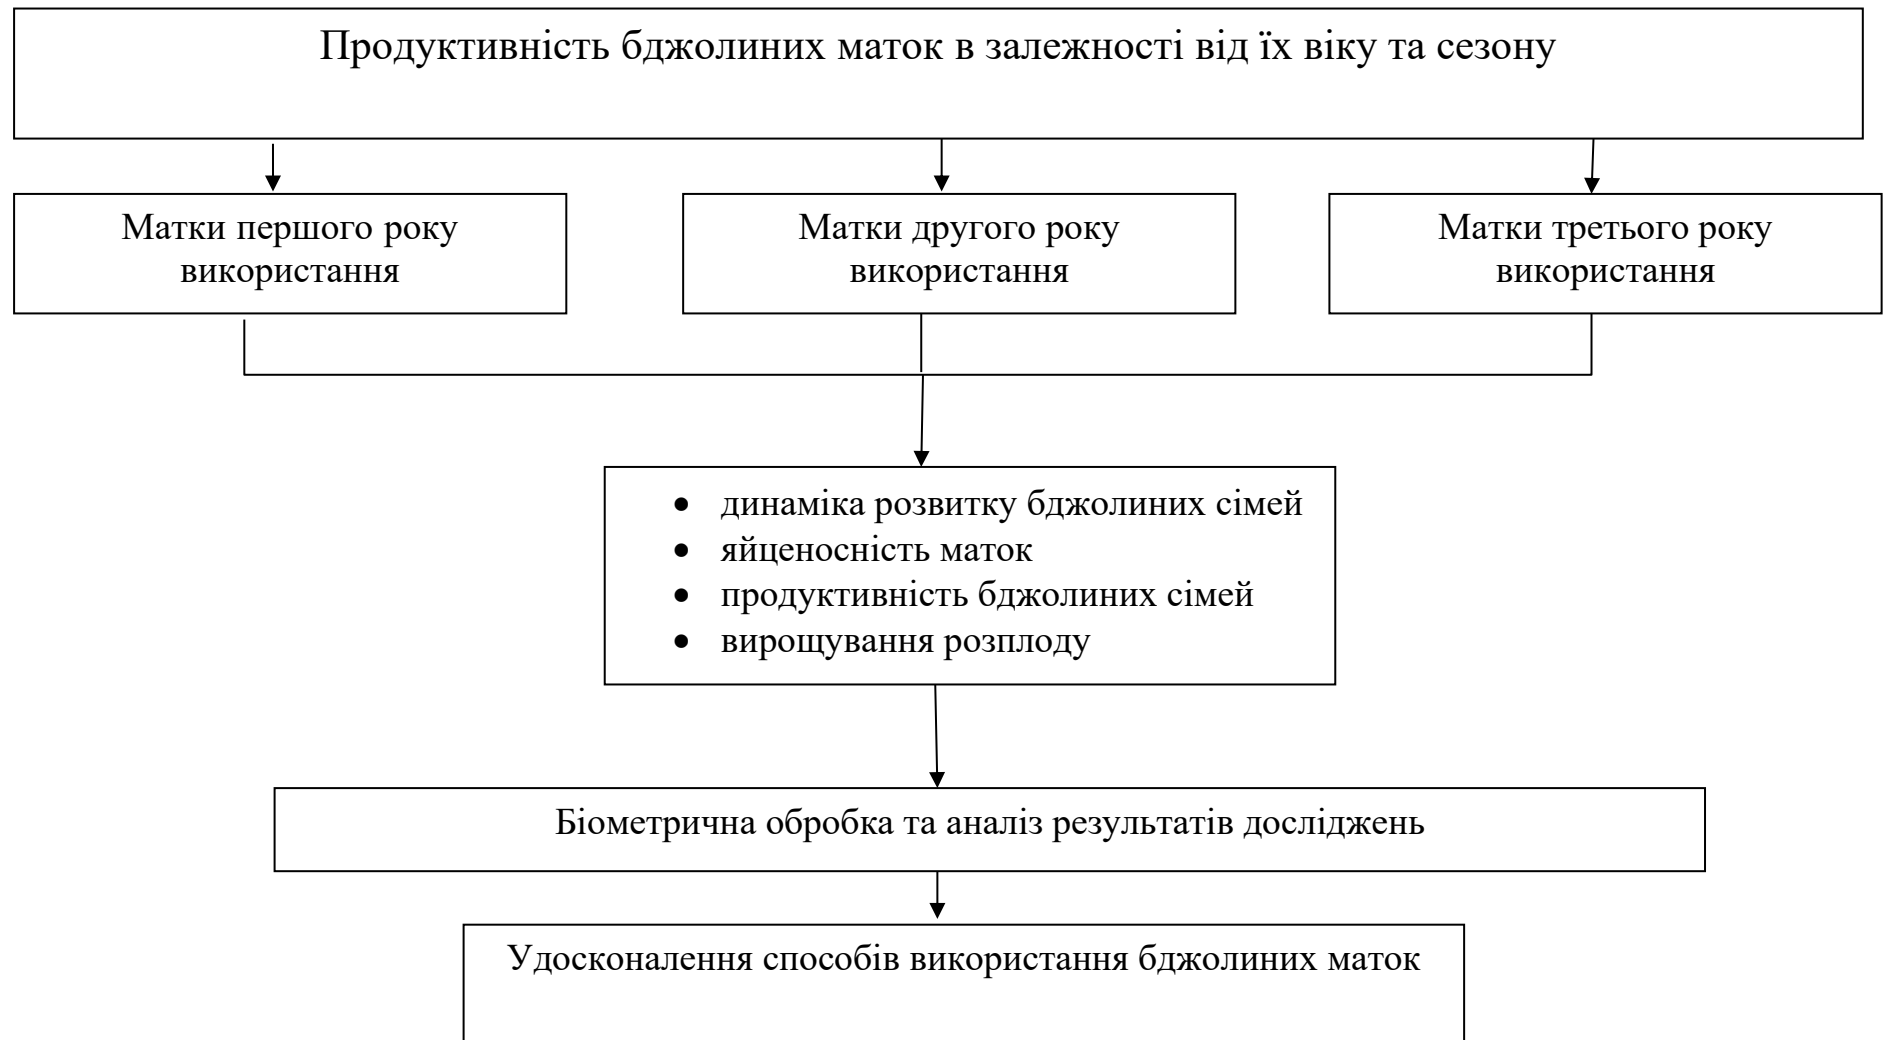 Продуктивність бджолиних маток в залежності від їх віку та сезону
Матки першого року
використання
Матки другого року
використання
Матки третього року
використання
• динаміка розвитку бджолиних сімей
• яйценосність маток
• продуктивність бджолиних сімей
• вирощування розплоду
Біометрична обробка та аналіз результатів досліджень
Удосконалення способів використання бджолиних маток